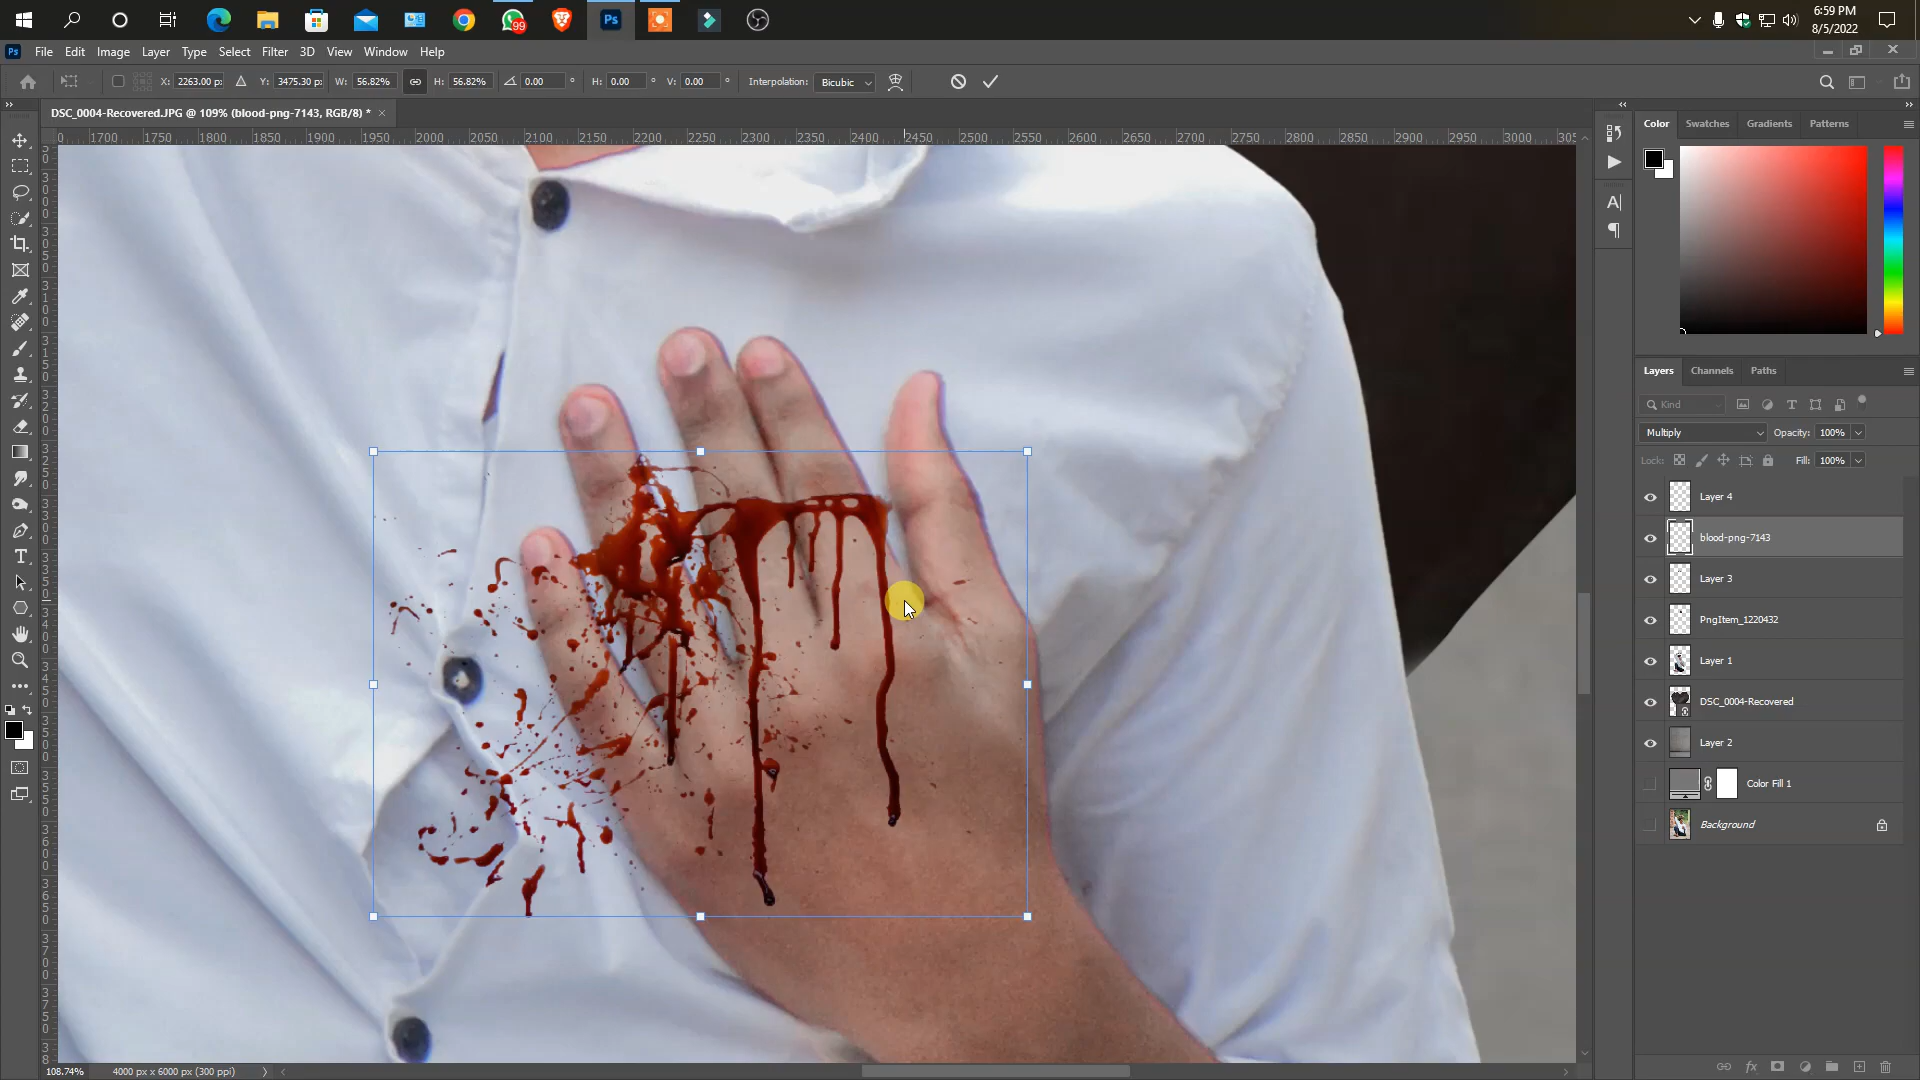 99
Ps
6:59 PM
8/5/2022
Ps File Edit Image Layer Type Select Filter 3D View Window Help
X: 2263.00 px Y: 3475.30 px W: 56.82% H: 56.82% 0.00 ° H: 0.00 ° V: 0.00 ° Interpolation: Bicubic
DSC_0004-Recovered.JPG @ 109% (blood-png-7143, RGB/8) * ×
1700 1750 1800 1850 1900 1950 2000 2050 2100 2150 2200 2250 2300 2350 2400 2450 2500 2550 2600 2650 2700 2750 2800 2850 2900 2950 3000
Color Swatches Gradients Patterns
Layers Channels Paths
Kind
Multiply Opacity: 100%
Lock: Fill: 100%
Layer 4
blood-png-7143
Layer 3
PngItem_1220432
Layer 1
DSC_0004-Recovered
Layer 2
Color Fill 1
Background
108.74% 4000 px x 6000 px (300 ppi)